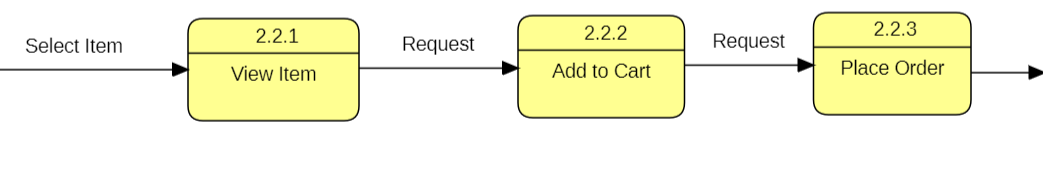 Select Item
2.2.1
View Item
Request
2.2.2
Add to Cart
Request
2.2.3
Place Order